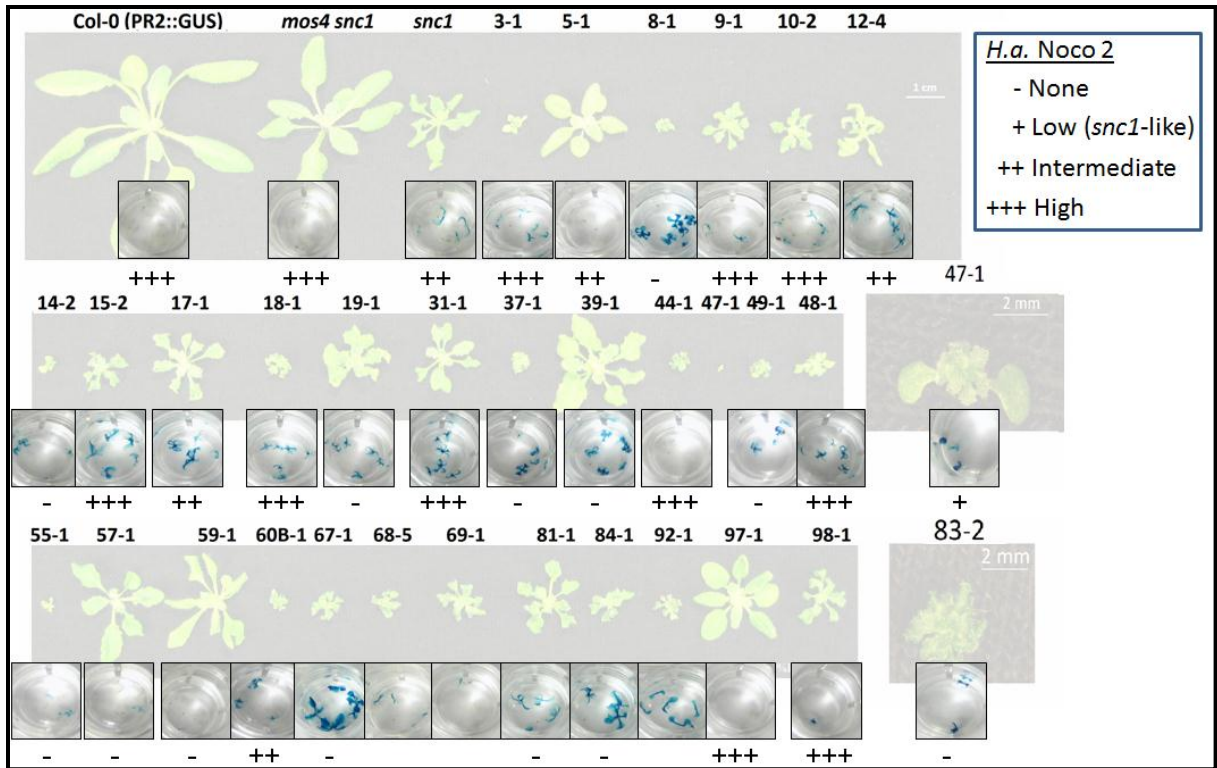 Col-0 (PR2::GUS) mos4 snc1 snc1 3-1 5-1 8-1 9-1 10-2 12-4
1 cm
H.a. Noco 2
- None
+ Low (snc1-like)
++ Intermediate
+++ High
+++ +++ ++ +++ ++ - +++ +++ ++
47-1
14-2 15-2 17-1 18-1 19-1 31-1 37-1 39-1 44-1 47-1 49-1 48-1
2 mm
- +++ ++ +++ - +++ - - +++ - +++ +
55-1 57-1 59-1 60B-1 67-1 68-5 69-1 81-1 84-1 92-1 97-1 98-1
83-2
2 mm
- - - ++ - - - +++ +++ -